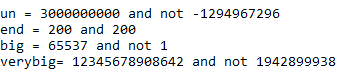 un = 3000000000 and not -1294967296
end = 200 and 200
big = 65537 and not 1
verybig= 12345678908642 and not 1942899938